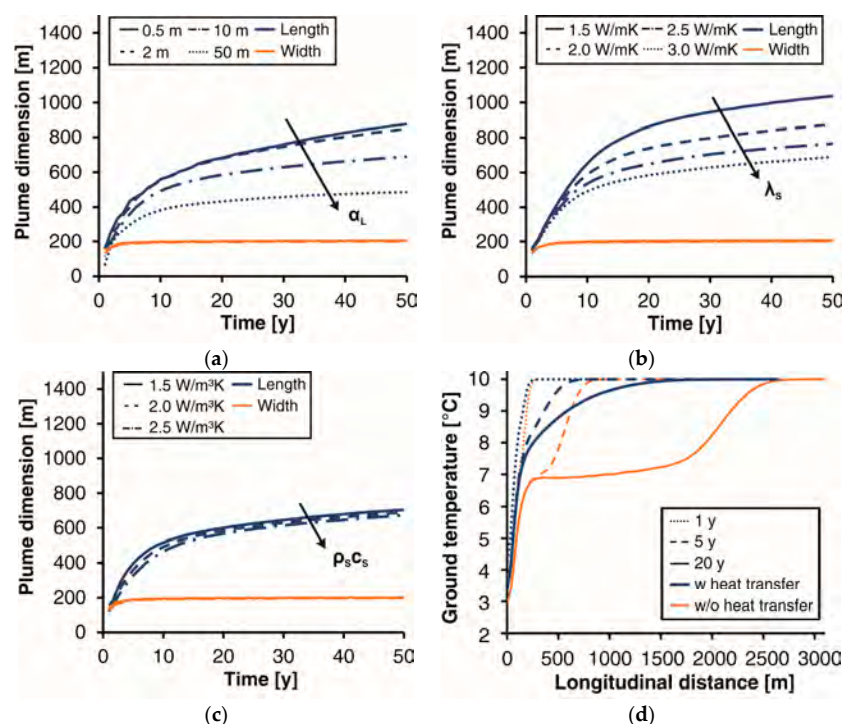 0.5 m 10 m Length
2 m 50 m Width
1400
1200
1000
800
600
400
200
0
Plume dimension [m]
αL
0 10 20 30 40 50
Time [y]
(a)
1.5 W/mK 2.5 W/mK Length
2.0 W/mK 3.0 W/mK Width
1400
1200
1000
800
600
400
200
0
Plume dimension [m]
λs
0 10 20 30 40 50
Time [y]
(b)
1.5 W/m³K Length
2.0 W/m³K Width
2.5 W/m³K
1400
1200
1000
800
600
400
200
0
Plume dimension [m]
ρscs
0 10 20 30 40 50
Time [y]
(c)
10
9
8
7
6
5
4
3
2
Ground temperature [°C]
1 y
5 y
20 y
w heat transfer
w/o heat transfer
0 500 1000 1500 2000 2500 3000
Longitudinal distance [m]
(d)